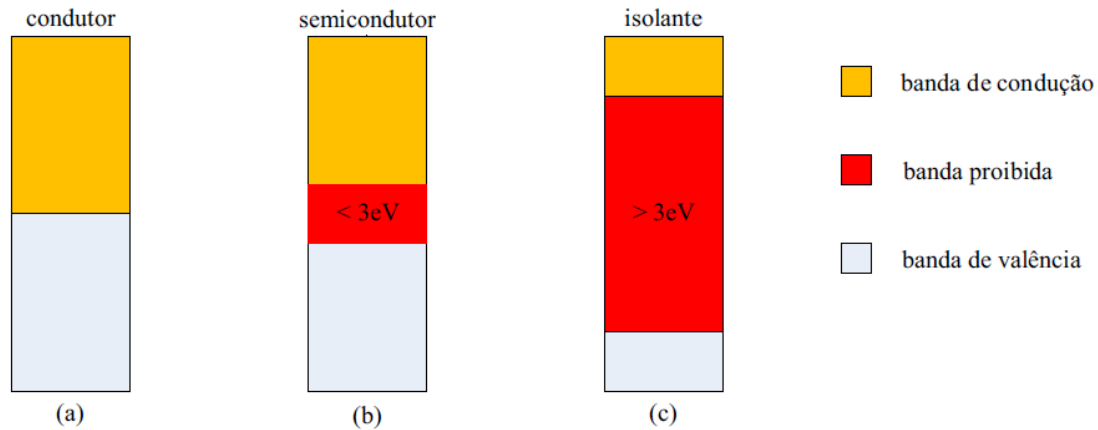 condutor
semicondutor
isolante
< 3eV
> 3eV
banda de condução
banda proibida
banda de valência
(a)
(b)
(c)